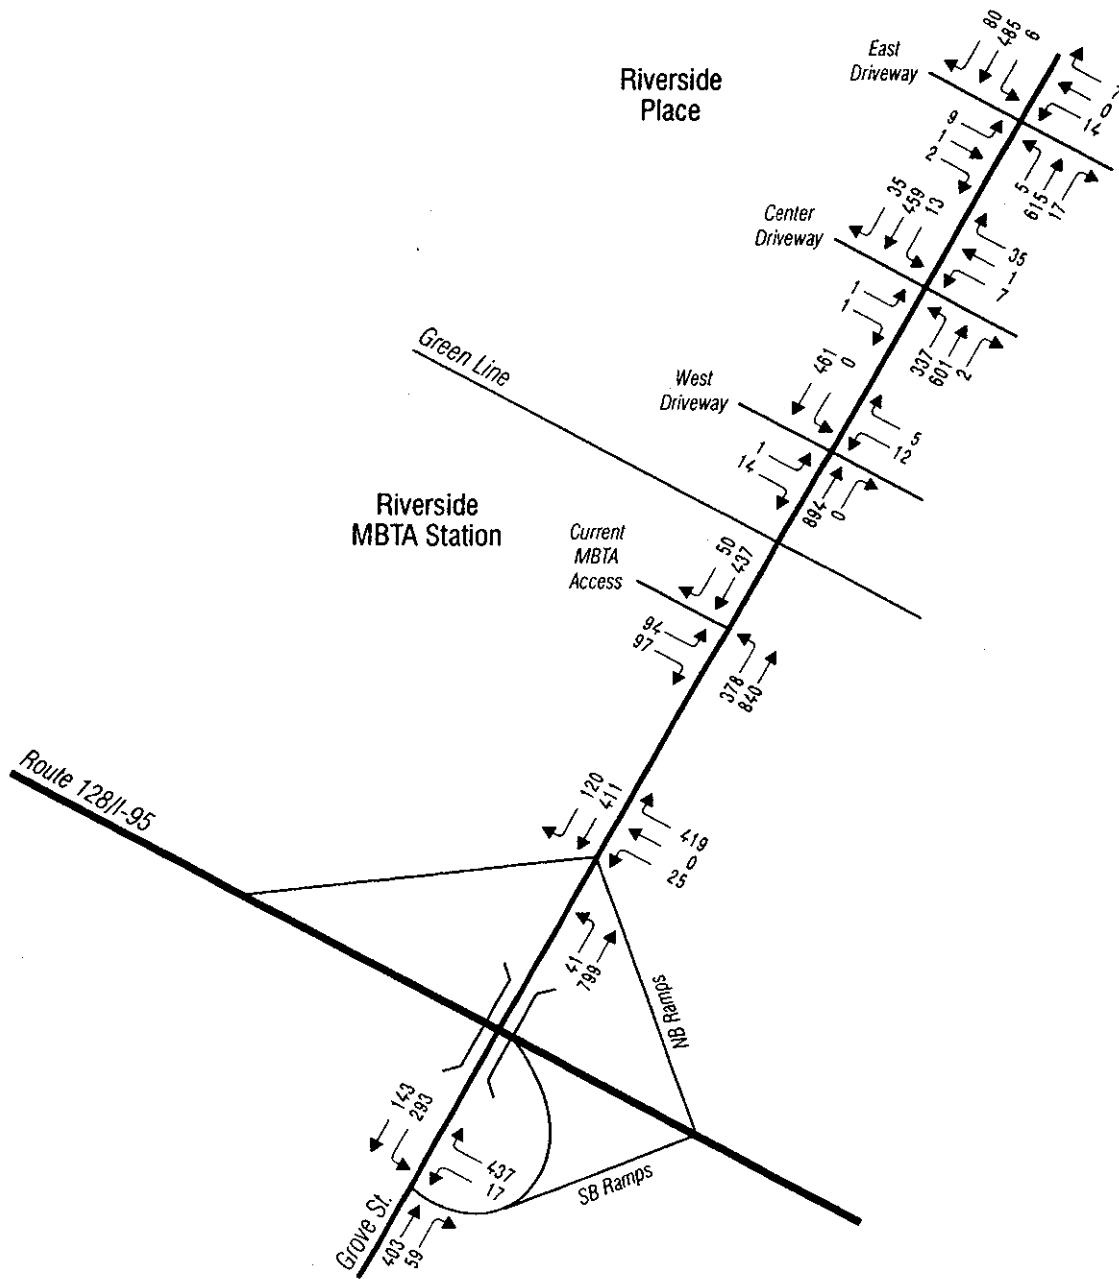 80
485
6
East
Driveway
Riverside
Place
7
0
14
9
1
2
5
615
17
35
459
13
Center
Driveway
35
1
7
1
1
337
601
2
Green Line
461
0
West
Driveway
5
12
1
14
894
0
Riverside
MBTA Station
Current
MBTA
Access
50
437
94
97
378
840
Route 128/I-95
120
411
419
0
25
41
799
NB Ramps
143
293
437
17
SB Ramps
Grove St.
403
59